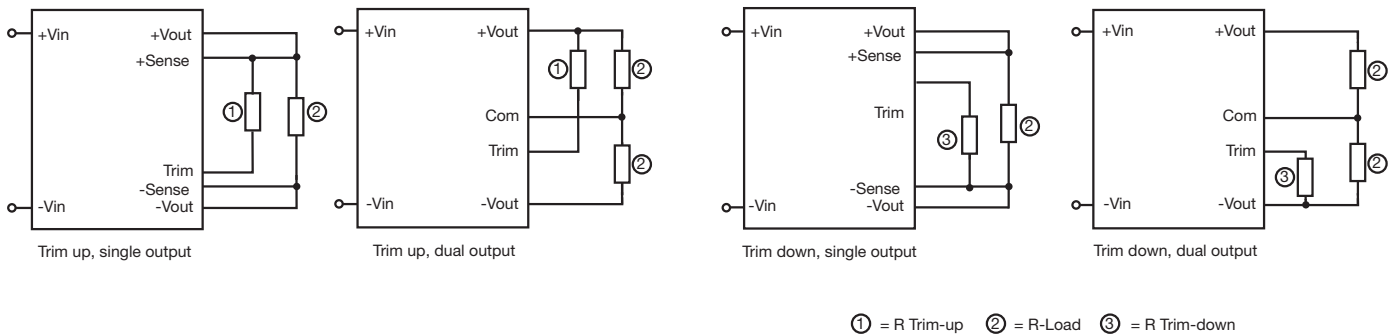 +Vin
+Vout
+Sense
①
②
Trim
-Sense
-Vin
-Vout
Trim up, single output
+Vin
+Vout
①
②
Com
Trim
②
-Vin
-Vout
Trim up, dual output
+Vin
+Vout
+Sense
Trim
③
②
-Sense
-Vin
-Vout
Trim down, single output
+Vin
+Vout
②
Com
Trim
③
②
-Vin
-Vout
Trim down, dual output
① = R Trim-up ② = R-Load ③ = R Trim-down